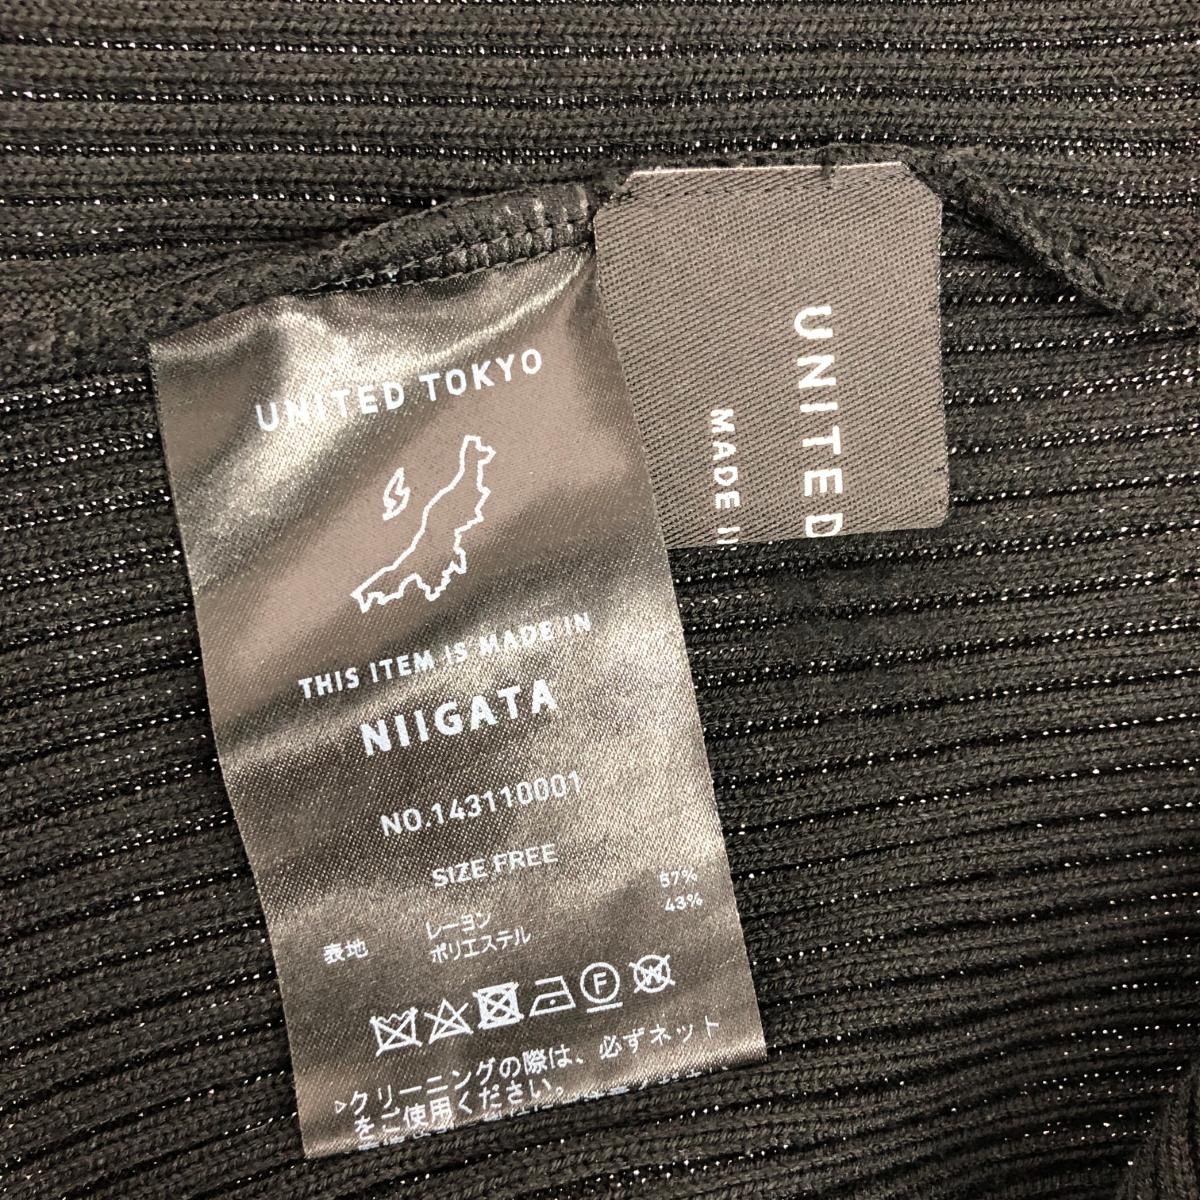 UNITED TOKYO
THIS ITEM IS MADE IN
NIIGATA
NO.143110001
SIZE FREE
表地 レーヨン 57%
ポリエステル 43%
F
W
▷クリーニングの際は、必ずネット
をご使用ください。
UNITED
MADE IN